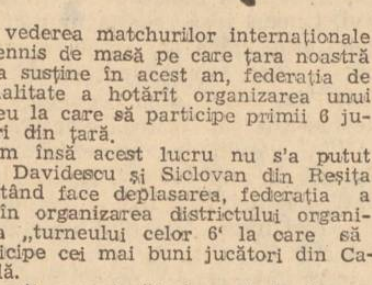 vederea matchurilor internaționale
ennis de masă pe care țara noastră
a susține în acest an, federația de
alitate a hotărît organizarea unui
eu la care să participe primii 6 ju-
ri din țară.
m însă acest lucru nu s'a putut
Davidescu și Siclovan din Reșița
tând face deplasarea, federația a
în organizarea districtului organi-
a „turneului celor 6‘ la care să
icipe cei mai buni jucători din Ca-
lă.